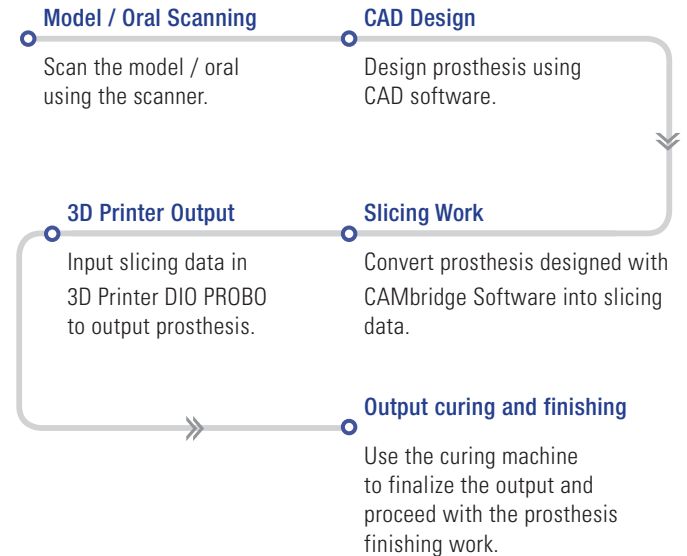 Model / Oral Scanning
Scan the model / oral
using the scanner.
CAD Design
Design prosthesis using
CAD software.
Slicing Work
Convert prosthesis designed with
CAMbridge Software into slicing
data.
3D Printer Output
Input slicing data in
3D Printer DIO PROBO
to output prosthesis.
Output curing and finishing
Use the curing machine
to finalize the output and
proceed with the prosthesis
finishing work.